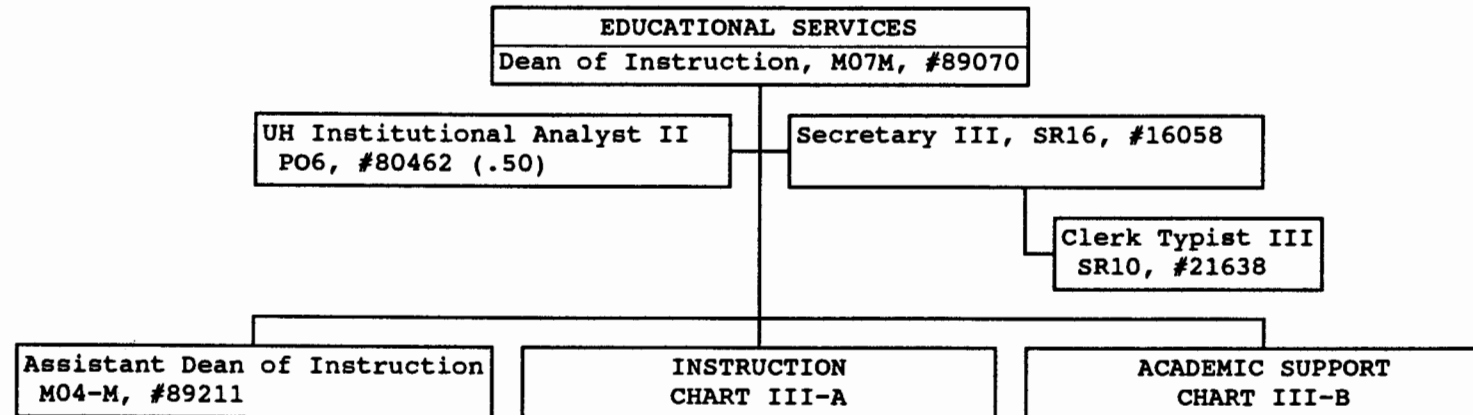 EDUCATIONAL SERVICES
Dean of Instruction, M07M, #89070
UH Institutional Analyst II
PO6, #80462 (.50)
Secretary III, SR16, #16058
Clerk Typist III
SR10, #21638
Assistant Dean of Instruction
M04-M, #89211
INSTRUCTION
CHART III-A
ACADEMIC SUPPORT
CHART III-B